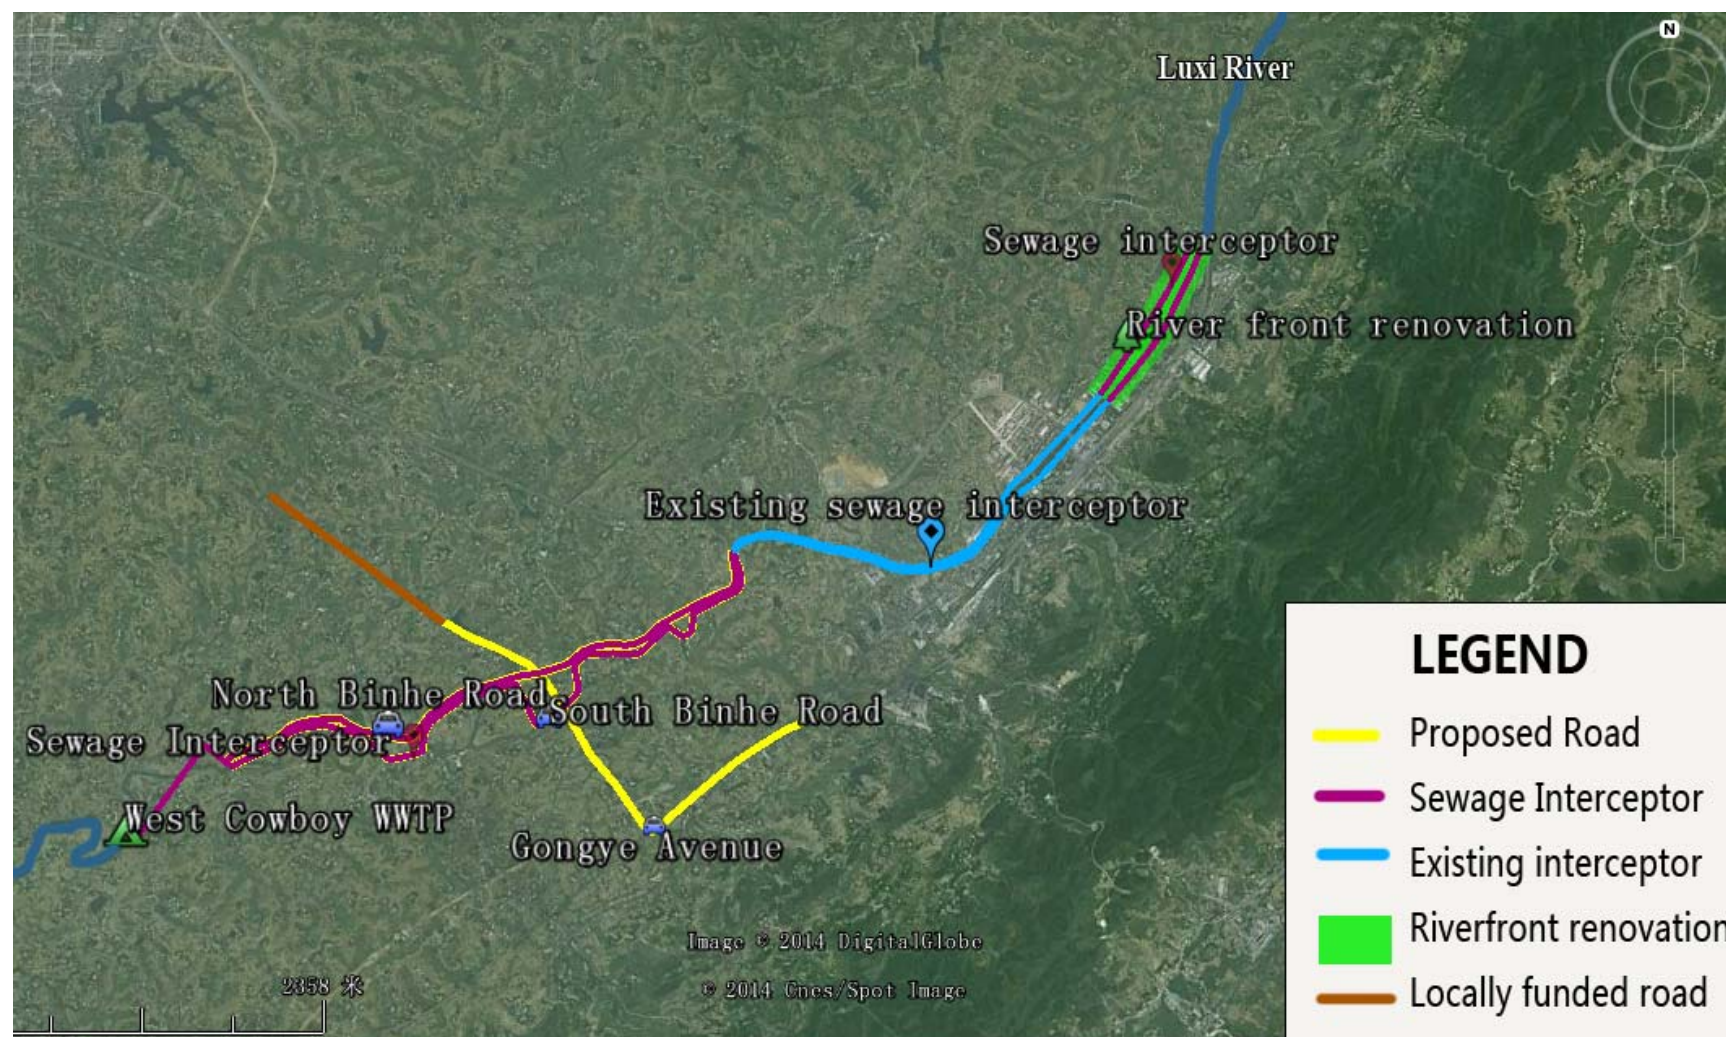 N
Luxi River
Sewage interceptor
River front renovation
Existing sewage interceptor
North Binhe Road
South Binhe Road
Sewage Interceptor
West Cowboy WWTP
Gongye Avenue
Image © 2014 DigitalGlobe
© 2014 Cnes/Spot Image
2358 米
LEGEND
Proposed Road
Sewage Interceptor
Existing interceptor
Riverfront renovation
Locally funded road